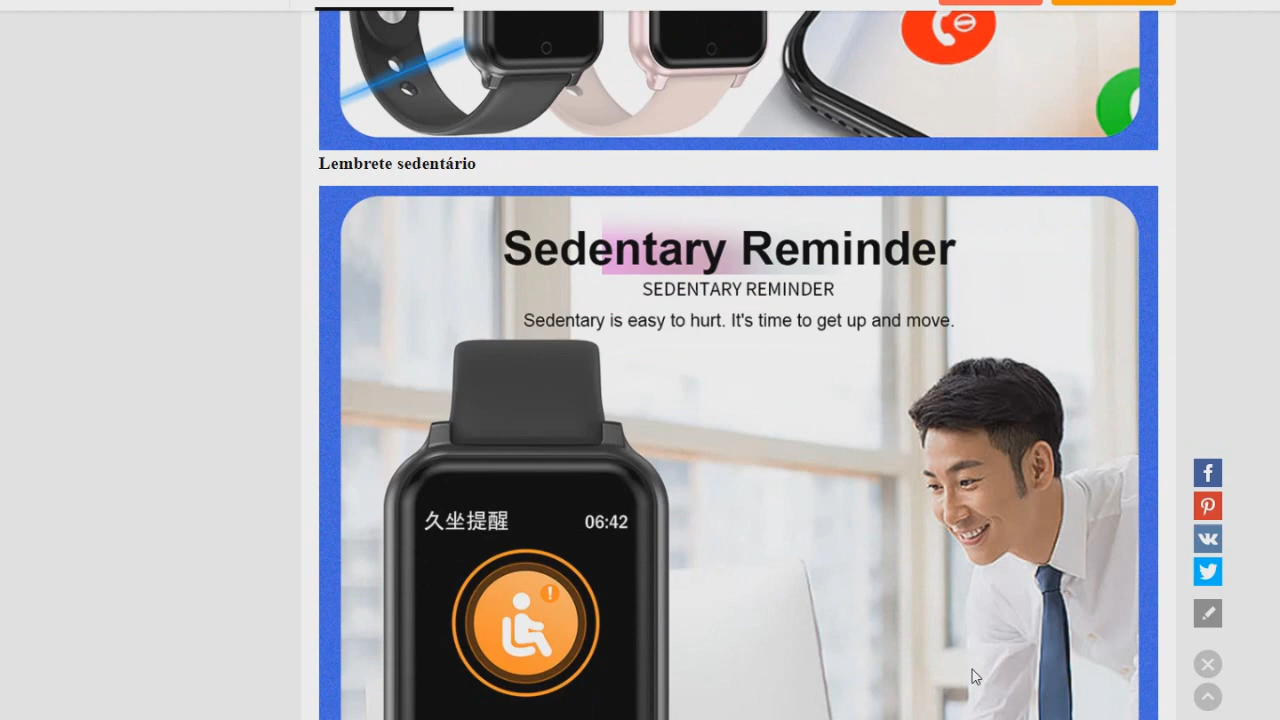 Lembrete sedentário
Sedentary Reminder
SEDENTARY REMINDER
Sedentary is easy to hurt. It's time to get up and move.
久坐提醒 06:42